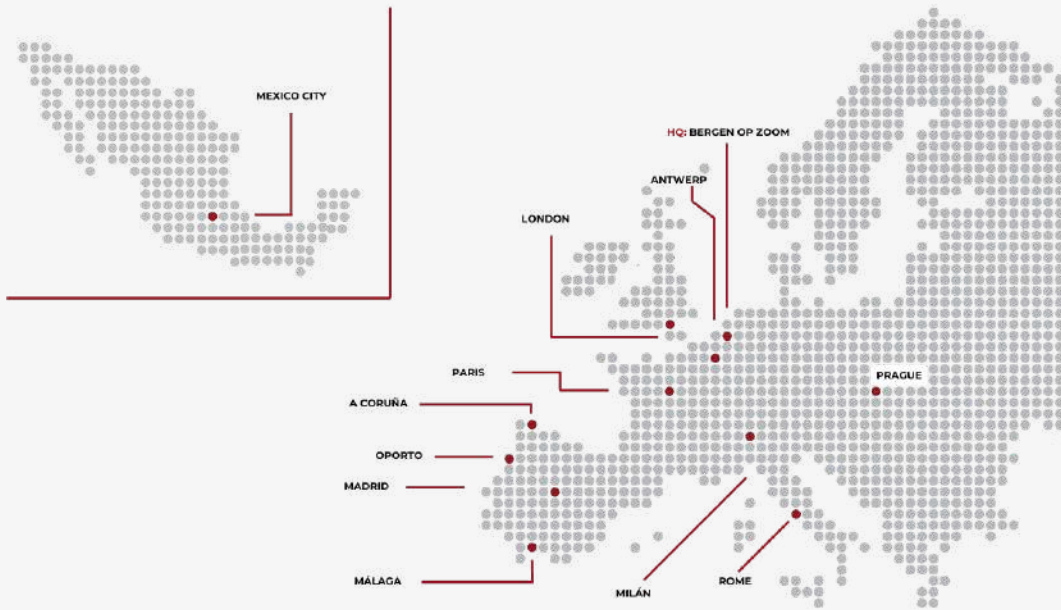 MEXICO CITY
HQ: BERGEN OP ZOOM
ANTWERP
LONDON
PARIS
PRAGUE
A CORUÑA
OPORTO
MADRID
MÁLAGA
MILÁN
ROME